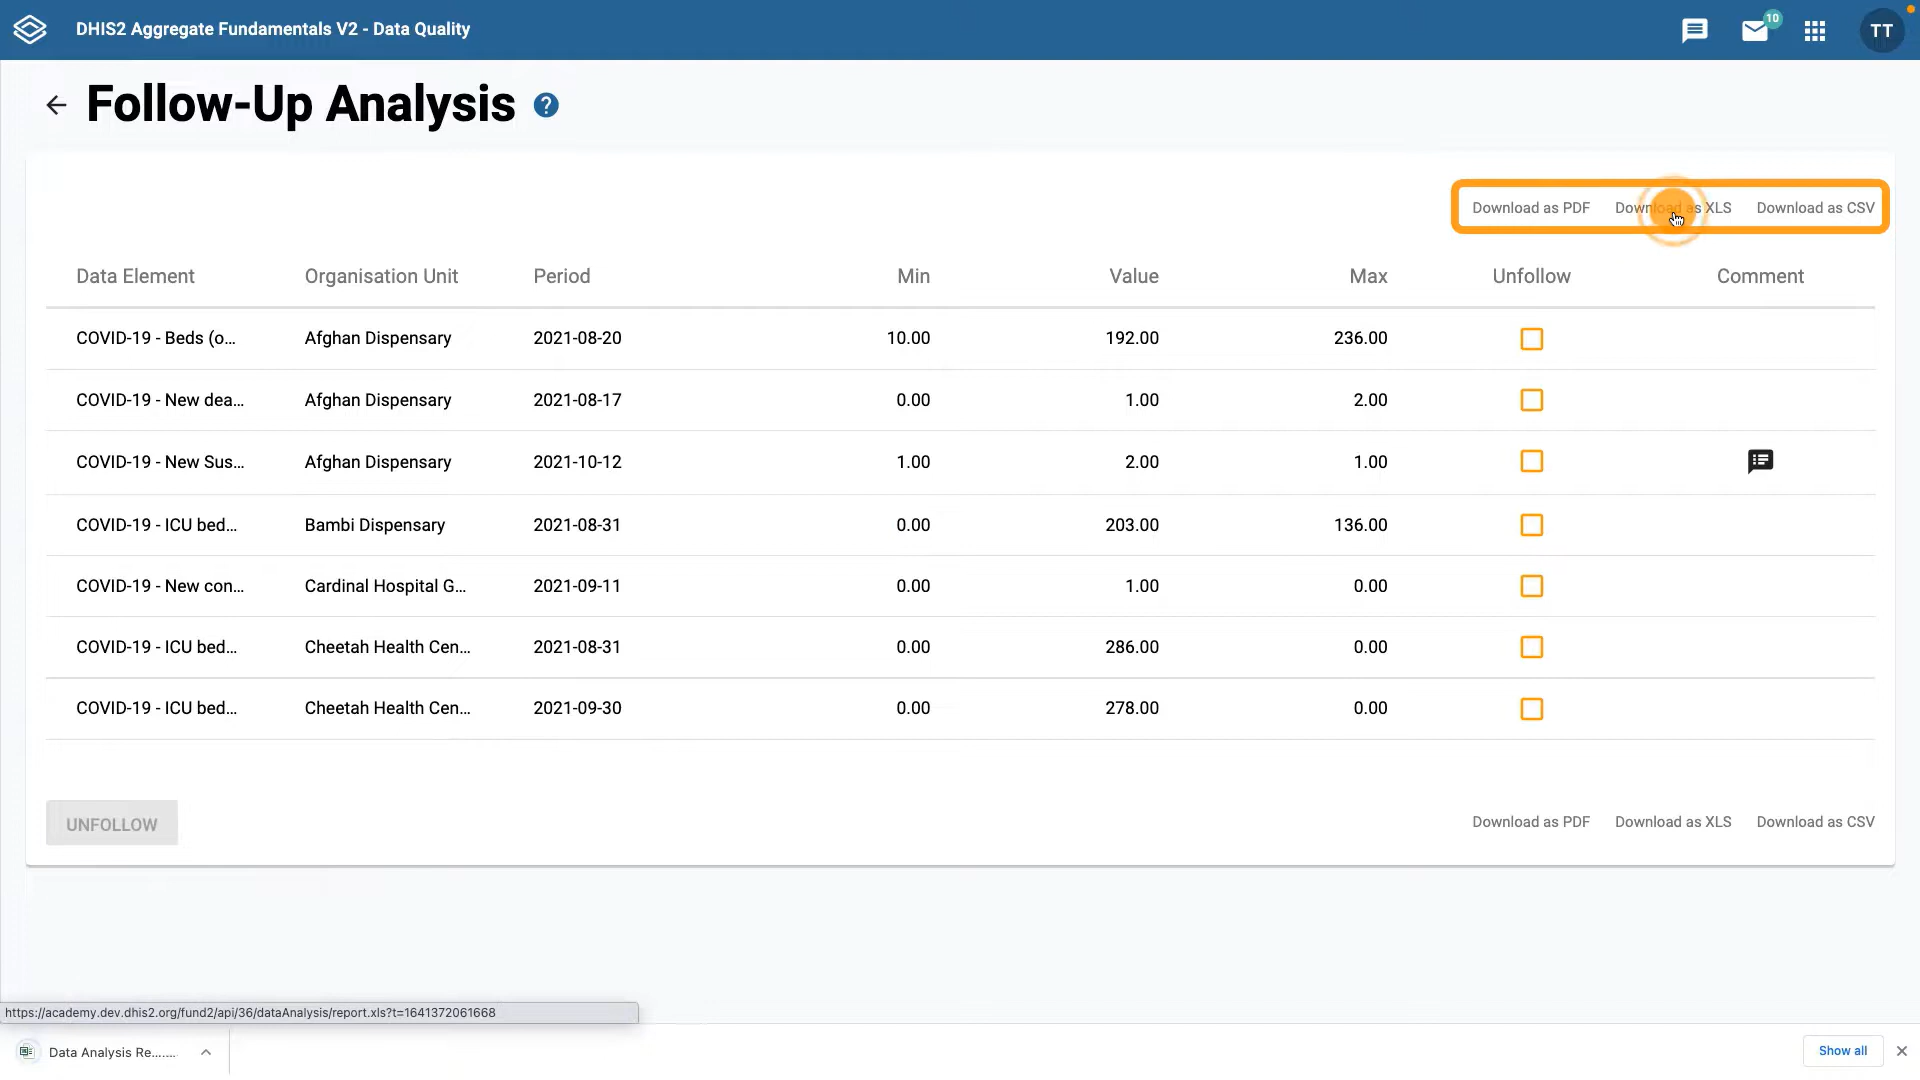 DHIS2 Aggregate Fundamentals V2 - Data Quality
10
TT
Follow-Up Analysis ?
Download as PDF Download as XLS Download as CSV
Data Element Organisation Unit Period Min Value Max Unfollow Comment
COVID-19 - Beds (o... Afghan Dispensary 2021-08-20 10.00 192.00 236.00
COVID-19 - New dea... Afghan Dispensary 2021-08-17 0.00 1.00 2.00
COVID-19 - New Sus... Afghan Dispensary 2021-10-12 1.00 2.00 1.00
COVID-19 - ICU bed... Bambi Dispensary 2021-08-31 0.00 203.00 136.00
COVID-19 - New con... Cardinal Hospital G... 2021-09-11 0.00 1.00 0.00
COVID-19 - ICU bed... Cheetah Health Cen... 2021-08-31 0.00 286.00 0.00
COVID-19 - ICU bed... Cheetah Health Cen... 2021-09-30 0.00 278.00 0.00
UNFOLLOW Download as PDF Download as XLS Download as CSV
https://academy.dev.dhis2.org/fund2/api/36/dataAnalysis/report.xls?t=1641372061668
Data Analysis Re...... Show all